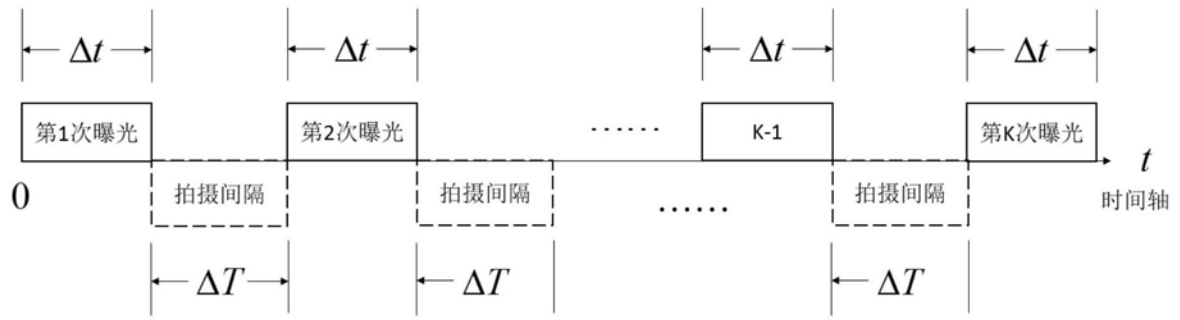 Δt Δt Δt Δt
第1次曝光 第2次曝光 …… K-1 第K次曝光
t
0 拍摄间隔 拍摄间隔 …… 拍摄间隔 时间轴
ΔT ΔT ΔT